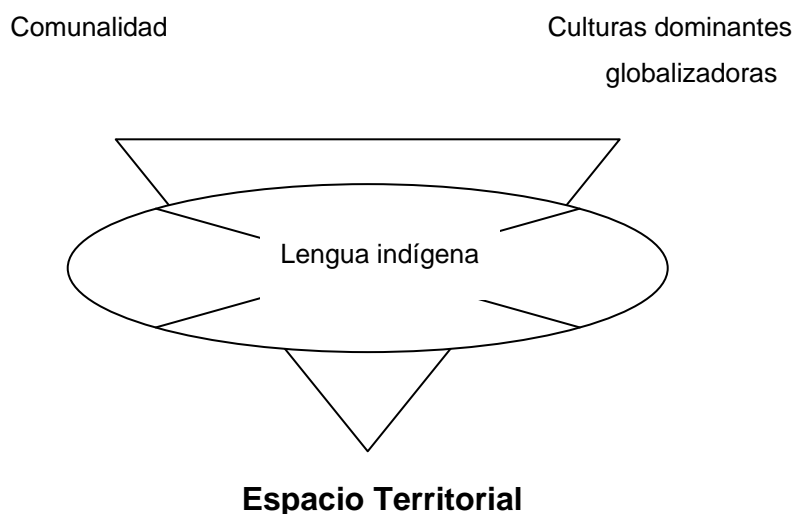 Comunalidad
Culturas dominantes
globalizadoras
Lengua indígena
Espacio Territorial